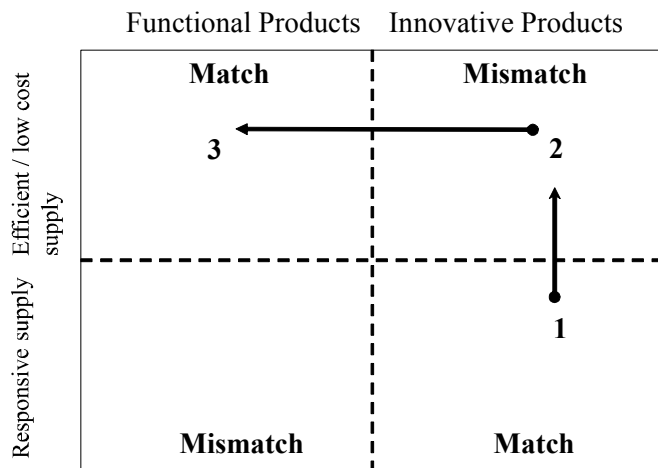 Functional Products
Innovative Products
Efficient / low cost
supply
Match
Mismatch
3
2
Responsive supply
1
Mismatch
Match